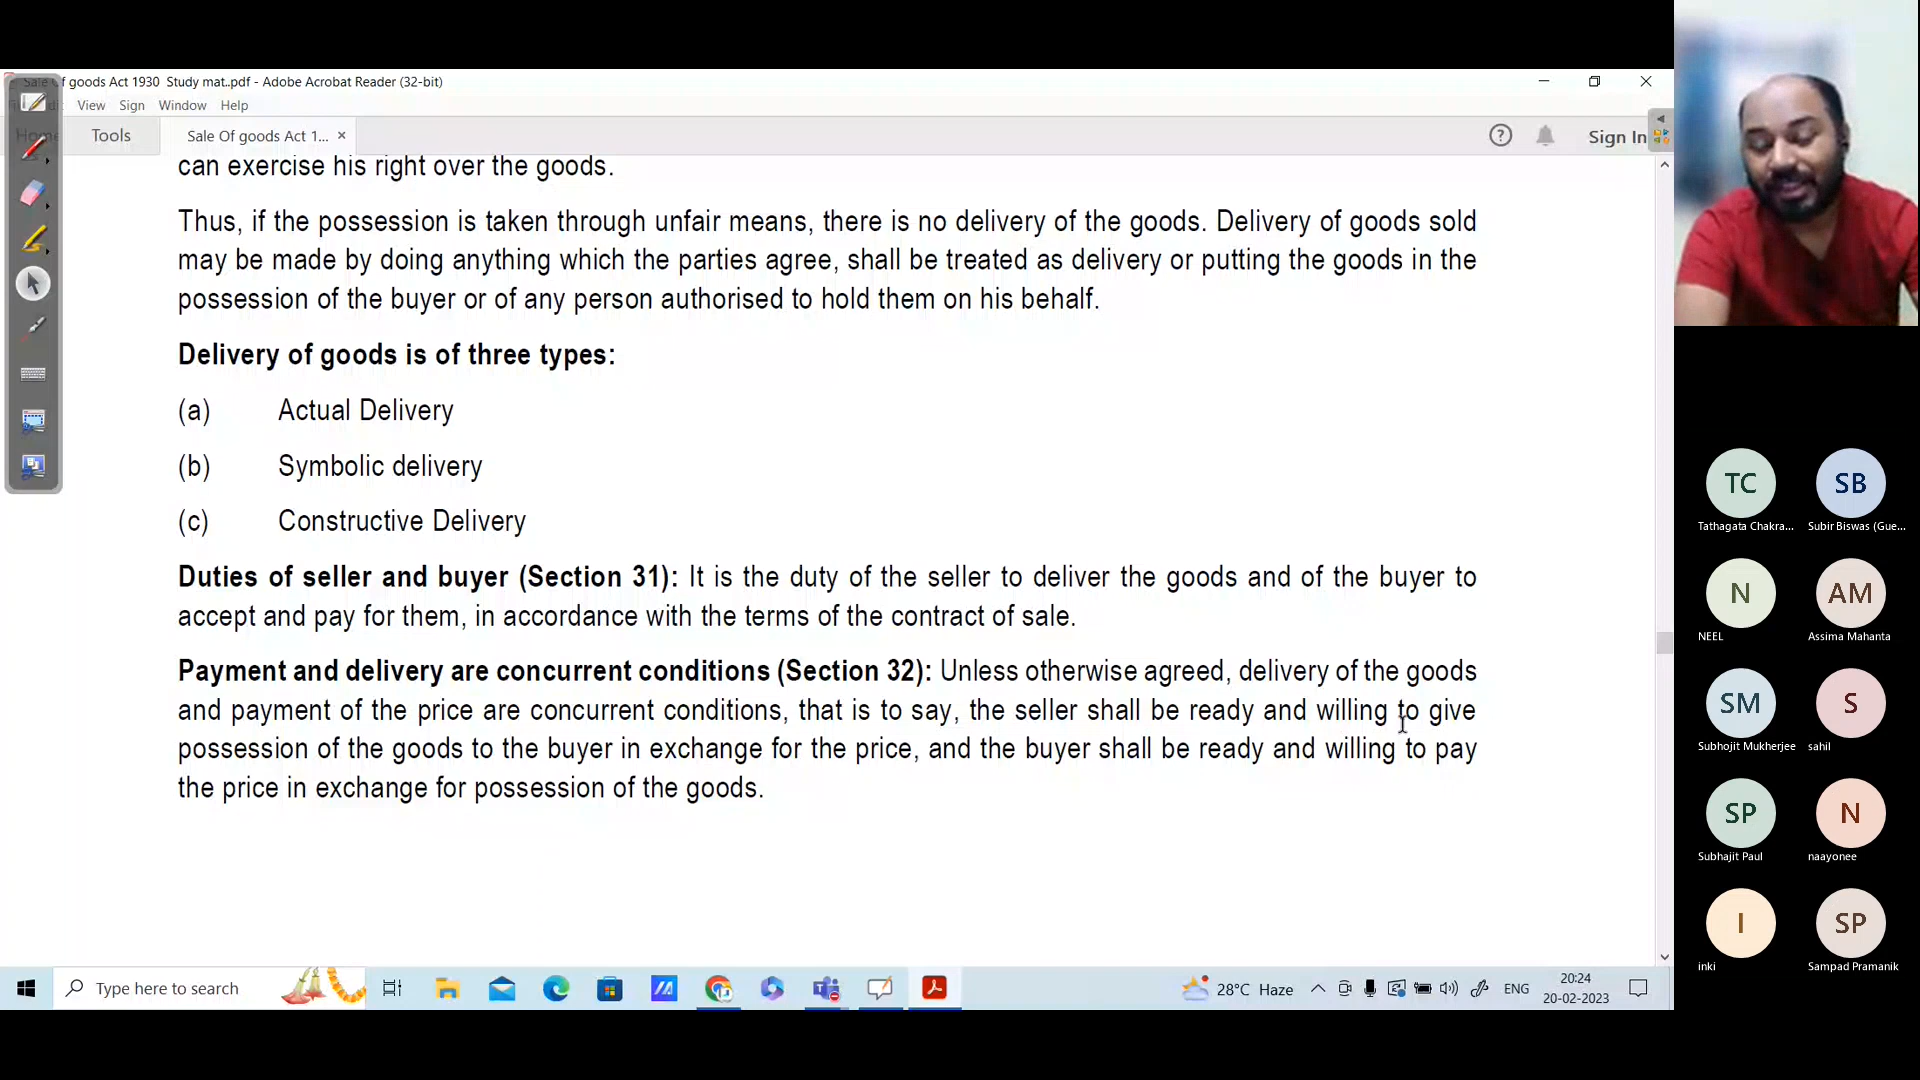 Sale Of goods Act 1930 Study mat..pdf - Adobe Acrobat Reader (32-bit)
View Sign Window Help
Home Tools Sale Of goods Act 1... × Sign In
can exercise his right over the goods.
Thus, if the possession is taken through unfair means, there is no delivery of the goods. Delivery of goods sold
may be made by doing anything which the parties agree, shall be treated as delivery or putting the goods in the
possession of the buyer or of any person authorised to hold them on his behalf.
Delivery of goods is of three types:
(a) Actual Delivery
(b) Symbolic delivery
(c) Constructive Delivery
Duties of seller and buyer (Section 31): It is the duty of the seller to deliver the goods and of the buyer to
accept and pay for them, in accordance with the terms of the contract of sale.
Payment and delivery are concurrent conditions (Section 32): Unless otherwise agreed, delivery of the goods
and payment of the price are concurrent conditions, that is to say, the seller shall be ready and willing to give
possession of the goods to the buyer in exchange for the price, and the buyer shall be ready and willing to pay
the price in exchange for possession of the goods.
TC SB
Tathagata Chakra... Subir Biswas (Gue...
N AM
NEEL Assima Mahanta
SM S
Subhojit Mukherjee sahil
SP N
Subhajit Paul naayonee
I SP
inki Sampad Pramanik
Type here to search
28°C Haze
ENG
20:24
20-02-2023